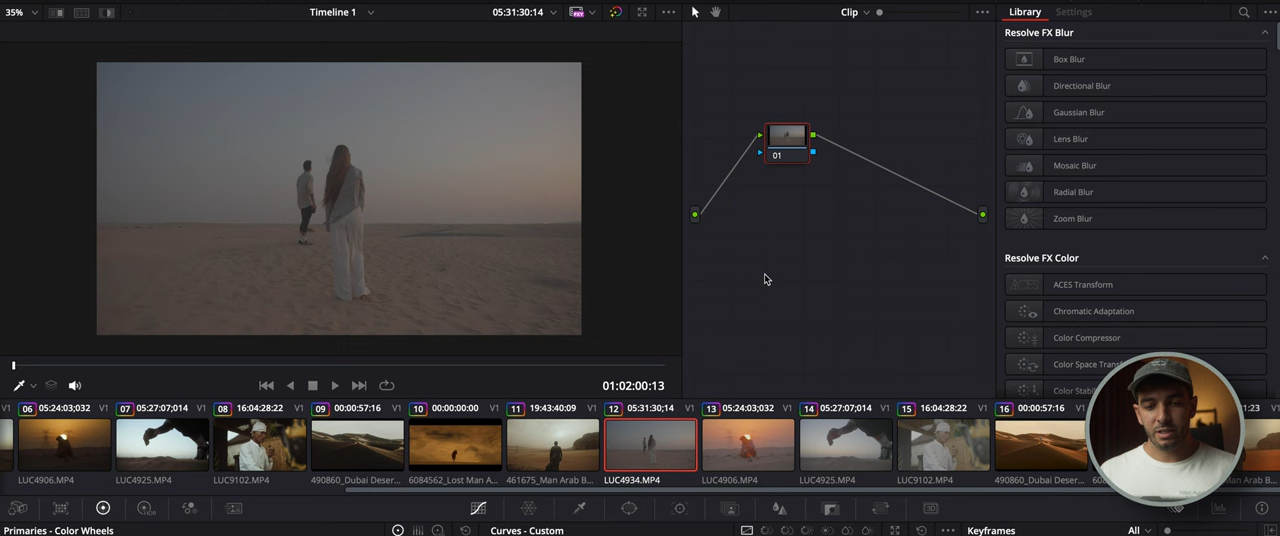 35%
Timeline 1
05:31:30:14
Clip
Library
Settings
Resolve FX Blur
Box Blur
Directional Blur
Gaussian Blur
Lens Blur
Mosaic Blur
Radial Blur
Zoom Blur
Resolve FX Color
ACES Transform
Chromatic Adaptation
Color Compressor
Color Space Transf
Color Stabi
01
01:02:00:13
V1
06 05:24:03;032 V1
07 05:27:07;014 V1
08 16:04:28:22 V1
09 00:00:57:16 V1
10 00:00:00:00 V1
11 19:43:40:09 V1
12 05:31:30;14 V1
13 05:24:03;032 V1
14 05:27:07;014 V1
15 16:04:28:22 V1
16 00:00:57:16
1:23 V1
LUC4906.MP4
LUC4925.MP4
LUC9102.MP4
490860_Dubai Deser...
6084562_Lost Man A...
461675_Man Arab B...
LUC4934.MP4
LUC4906.MP4
LUC4925.MP4
LUC9102.MP4
490860_Dubai Deser...
HDR
3D
Primaries - Color Wheels
Curves - Custom
Keyframes
All